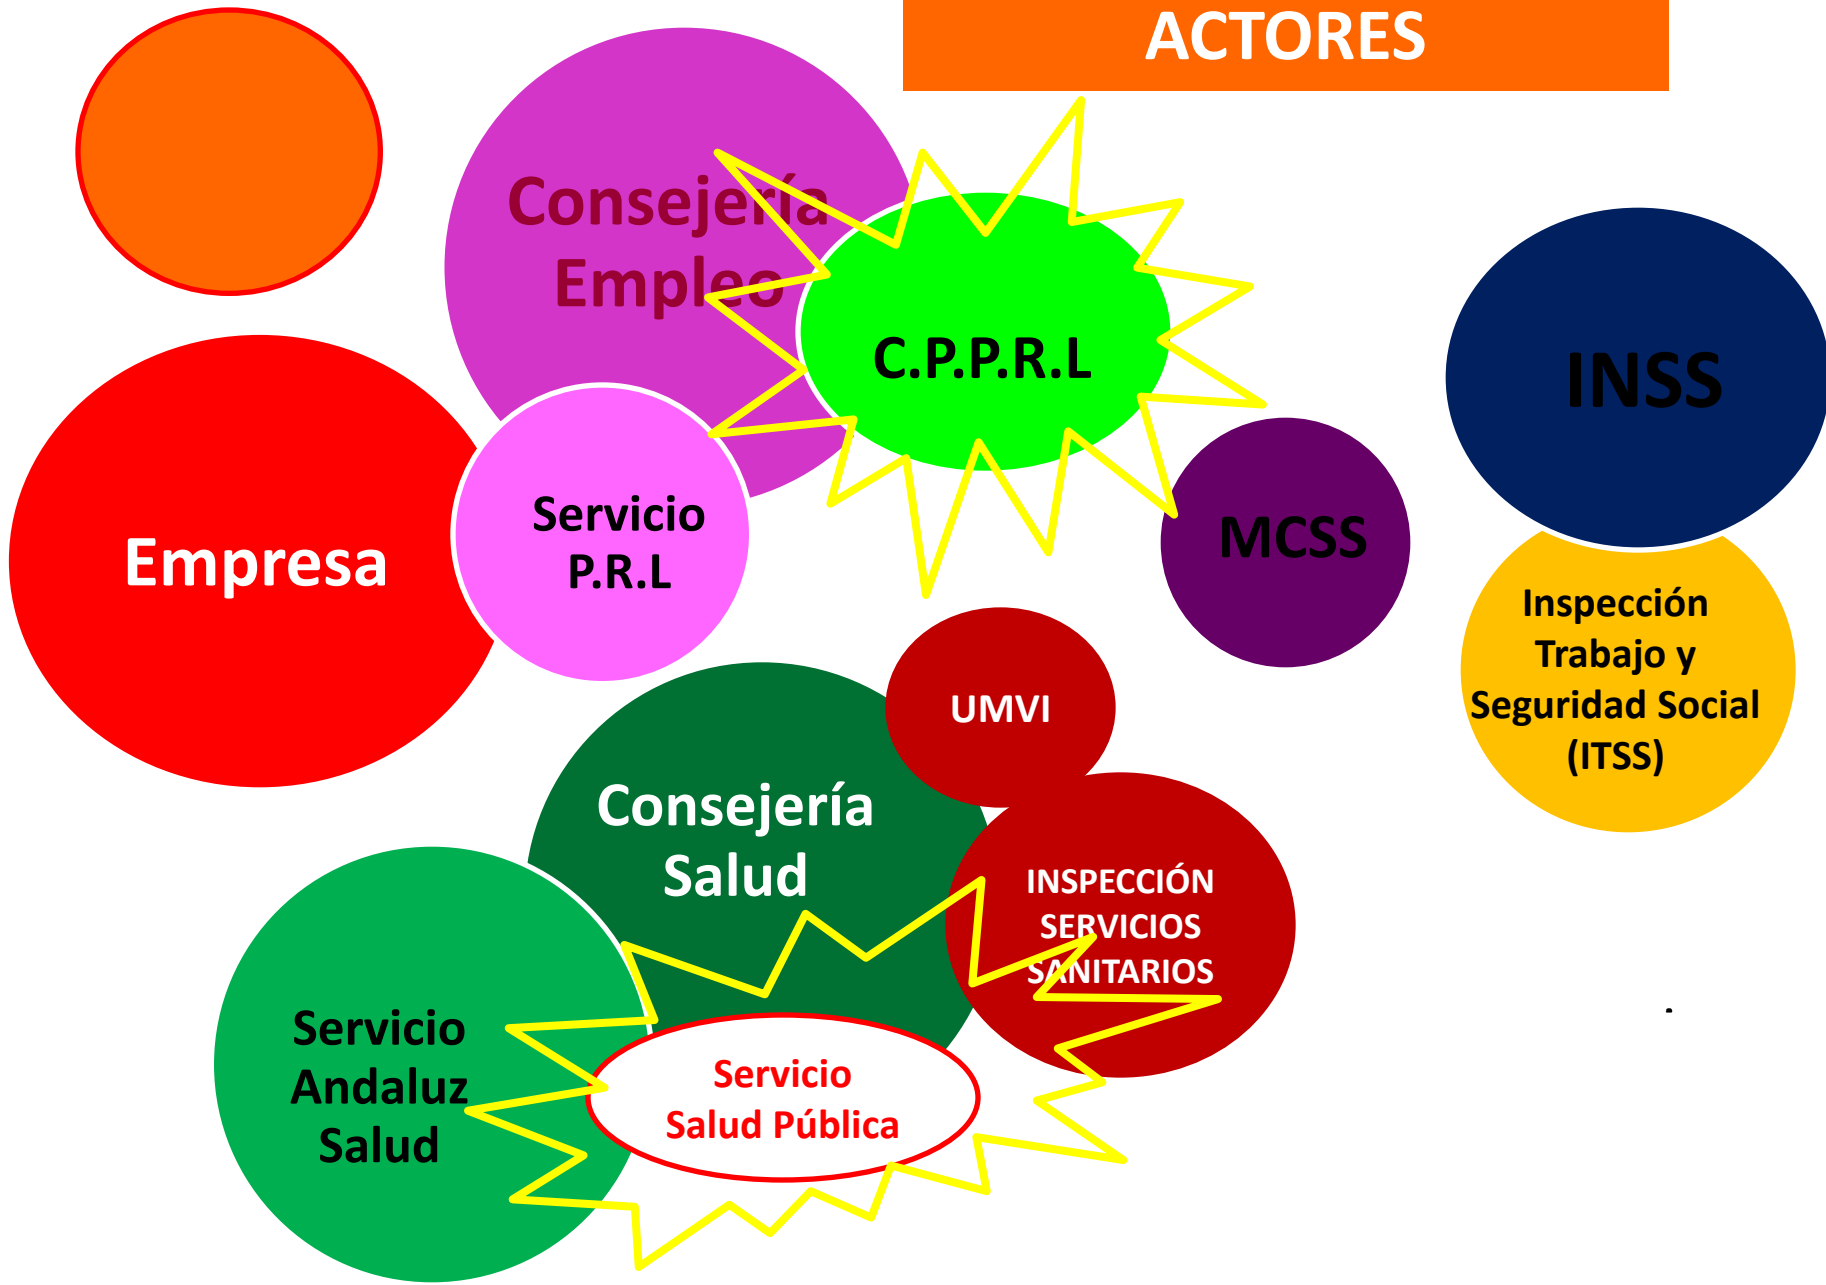 ACTORES
Consejería
Empleo
C.P.P.R.L
INSS
Servicio
P.R.L
Empresa
MCSS
Inspección
Trabajo y
Seguridad Social
(ITSS)
UMVI
Consejería
Salud
INSPECCIÓN
SERVICIOS
SANITARIOS
Servicio
Andaluz
Salud
Servicio
Salud Pública
.